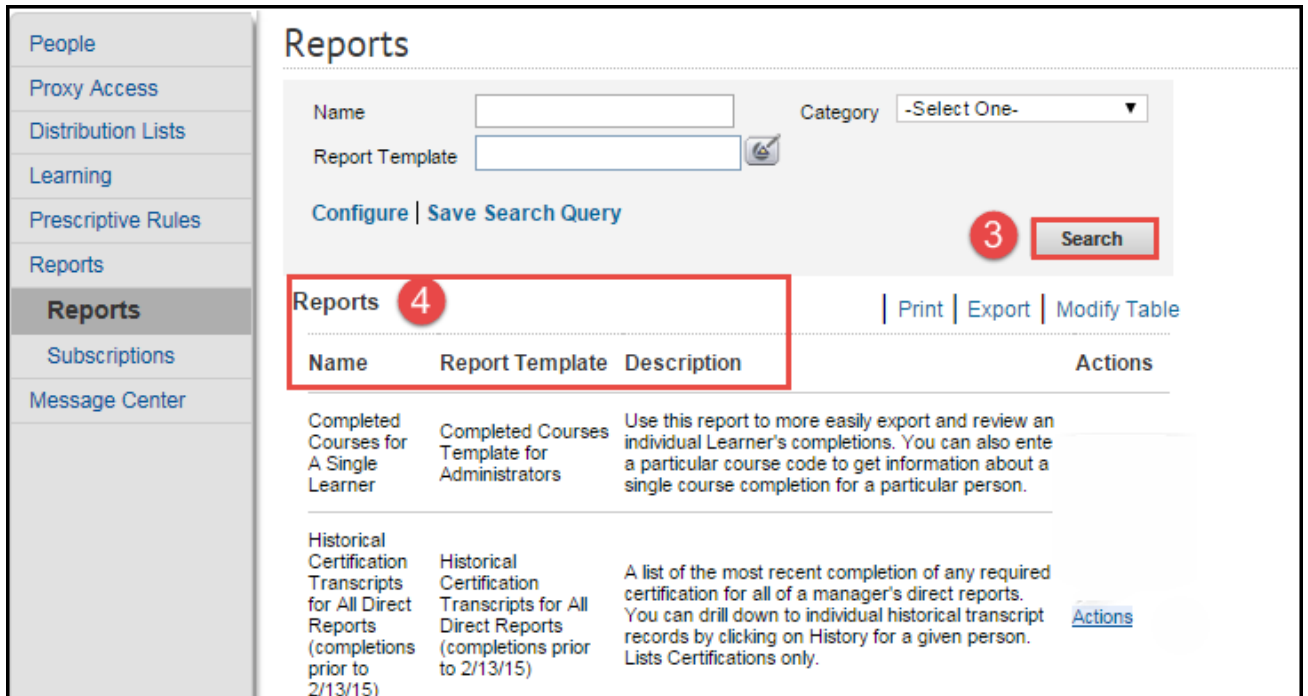 People
Proxy Access
Distribution Lists
Learning
Prescriptive Rules
Reports
Reports
Subscriptions
Message Center
Reports
Name
Category -Select One-
Report Template
Configure | Save Search Query
3 Search
Reports 4
| Print | Export | Modify Table
Name Report Template Description Actions
Completed
Courses for
A Single
Learner
Completed Courses
Template for
Administrators
Use this report to more easily export and review an
individual Learner's completions. You can also ente
a particular course code to get information about a
single course completion for a particular person.
Historical
Certification
Transcripts
for All Direct
Reports
(completions
prior to
2/13/15)
Historical
Certification
Transcripts for All
Direct Reports
(completions prior
to 2/13/15)
A list of the most recent completion of any required
certification for all of a manager's direct reports.
You can drill down to individual historical transcript
records by clicking on History for a given person.
Lists Certifications only.
Actions